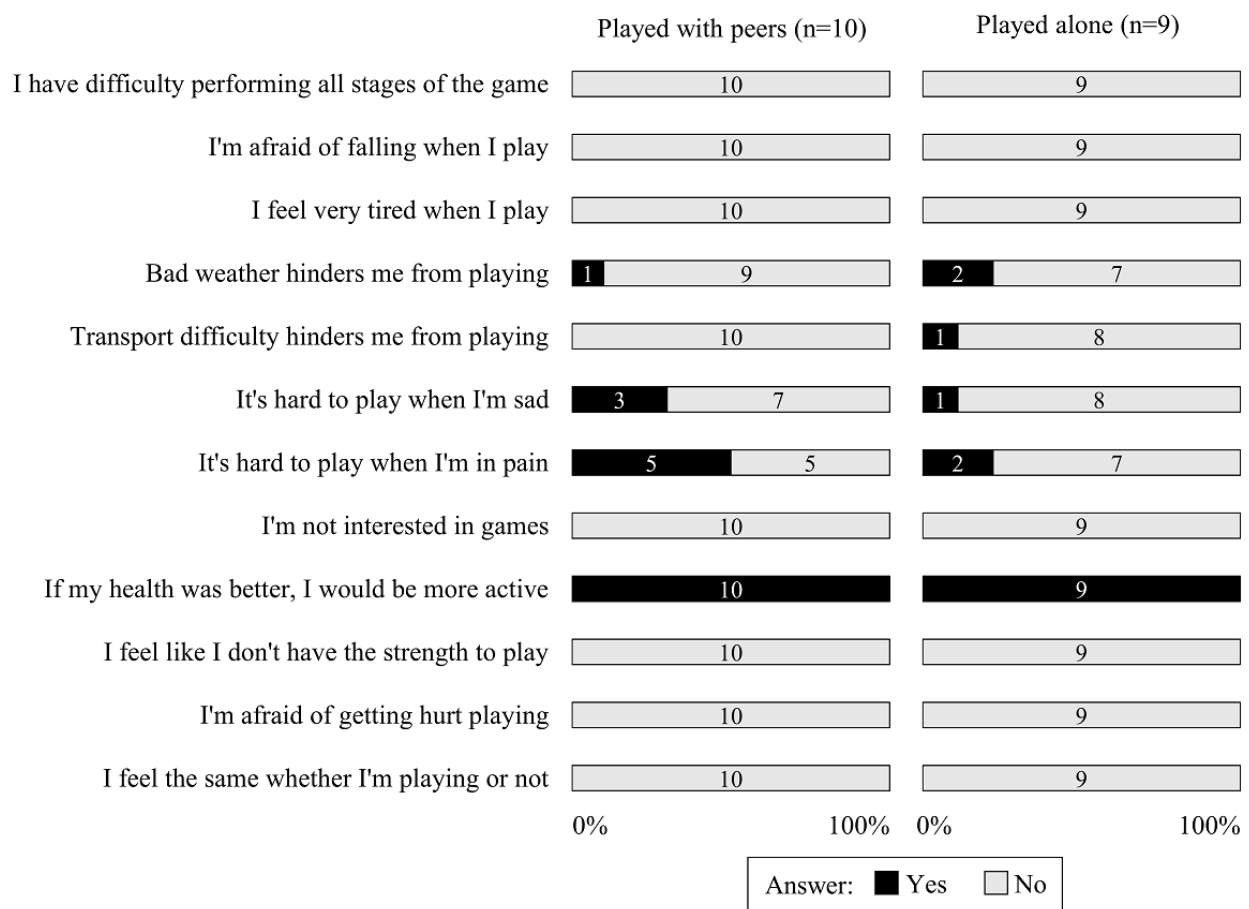 Played with peers (n=10) Played alone (n=9)
I have difficulty performing all stages of the game 10 9
I'm afraid of falling when I play 10 9
I feel very tired when I play 10 9
Bad weather hinders me from playing 1 9 2 7
Transport difficulty hinders me from playing 10 1 8
It's hard to play when I'm sad 3 7 1 8
It's hard to play when I'm in pain 5 5 2 7
I'm not interested in games 10 9
If my health was better, I would be more active 10 9
I feel like I don't have the strength to play 10 9
I'm afraid of getting hurt playing 10 9
I feel the same whether I'm playing or not 10 9
0% 100% 0% 100%
Answer: Yes No